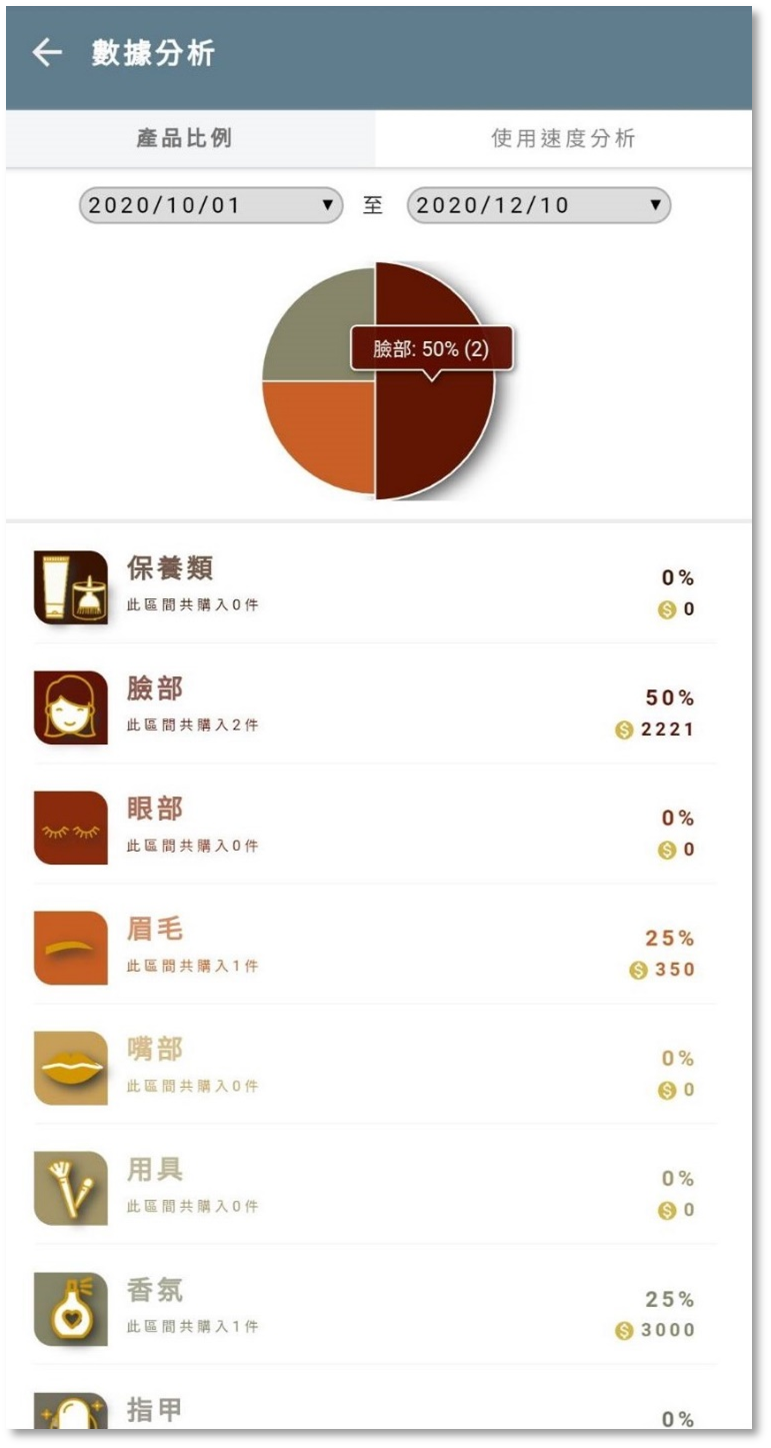 數據分析
產品比例 使用速度分析
2020/10/01 ▼ 至 2020/12/10 ▼
臉部: 50% (2)
保養類
0%
此區間共購入0件
$ 0
臉部
50%
此區間共購入2件
$ 2221
眼部
0%
此區間共購入0件
$ 0
眉毛
25%
此區間共購入1件
$ 350
嘴部
0%
此區間共購入0件
$ 0
用具
0%
此區間共購入0件
$ 0
香氛
25%
此區間共購入1件
$ 3000
指甲
0%